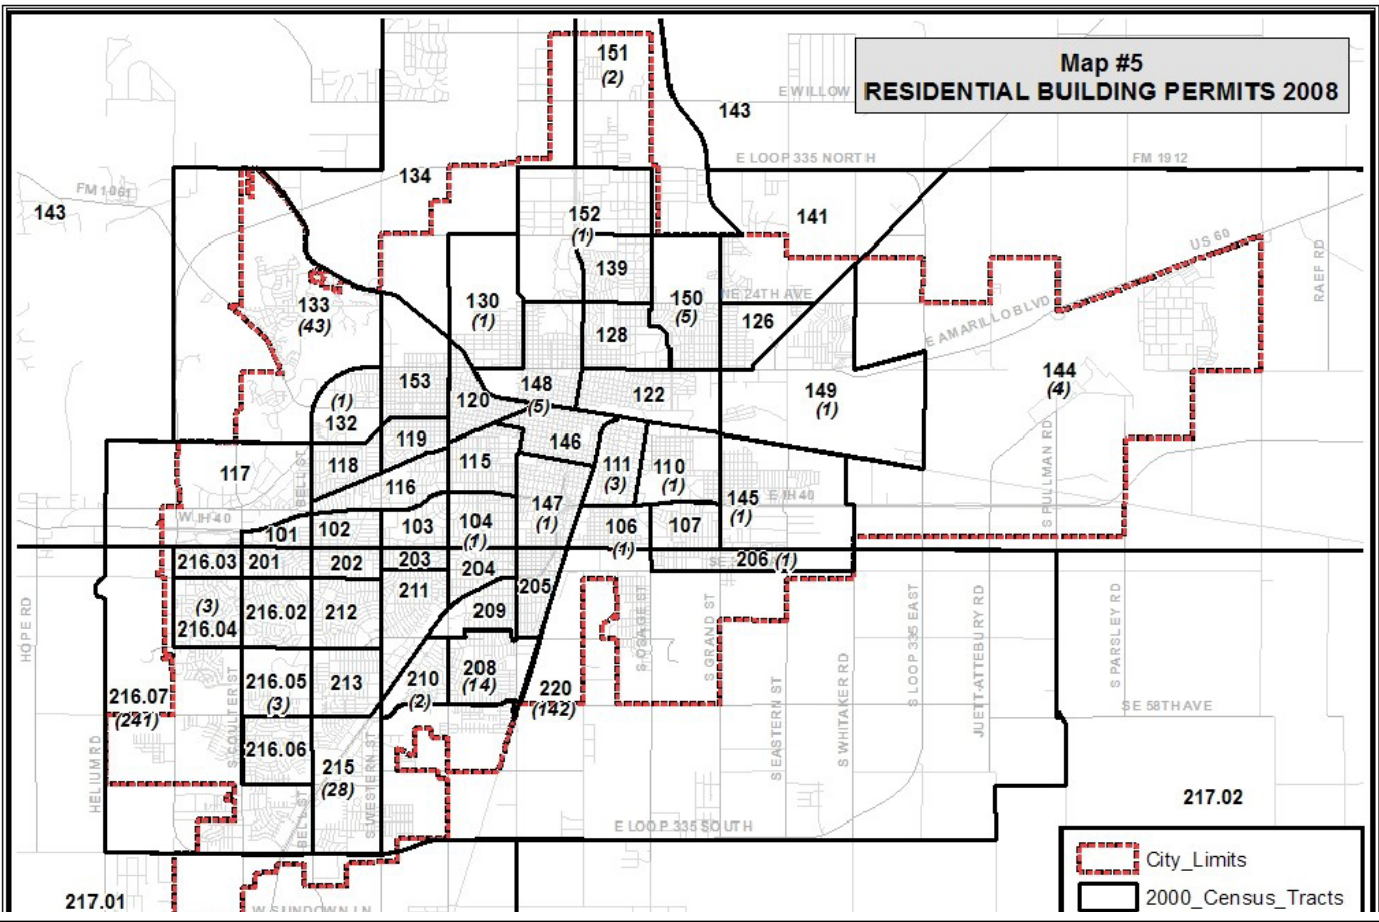 Map #5
RESIDENTIAL BUILDING PERMITS 2008
151
(2)
E WILLOW
143
E LOOP 335 NORTH
FM 1912
134
FM 1061
143
152
(1)
141
US 60
RAEF RD
139
133
(43)
130
(1)
150
(5)
NE 24TH AVE
126
128
E AMARILLO BLVD
153
148
(5)
122
149
(1)
144
(4)
(1)
132
120
119
146
118
115
117
BELL ST
116
111
(3)
110
(1)
S PULLMAN RD
147
(1)
145
(1)
E IH 40
W IH 40
101
102
103
104
(1)
106
(1)
107
216.03
201
202
203
204
206 (1)
205
211
(3)
216.04
216.02
212
209
HOPE RD
S OSAGE ST
S GRAND ST
S LOOP 335 EAST
JUETT ATTEBURY RD
S PARSLEY RD
216.07
(241)
S COULTER ST
216.05
(3)
213
210
(2)
208
(14)
220
(142)
S EASTERN ST
S WHITAKER RD
SE 58TH AVE
216.06
215
(28)
S WESTERN ST
HELIUM RD
BELL ST
217.02
E LOOP 335 SOUTH
City_Limits
217.01
2000_Census_Tracts
W SUNDOWN LN